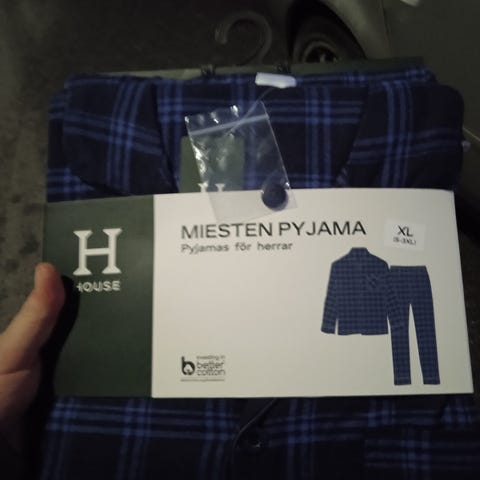 H
H
HOUSE
MIESTEN PYJAMA
Pyjamas för herrar
XL
(S-3XL)
investing in
better
cotton